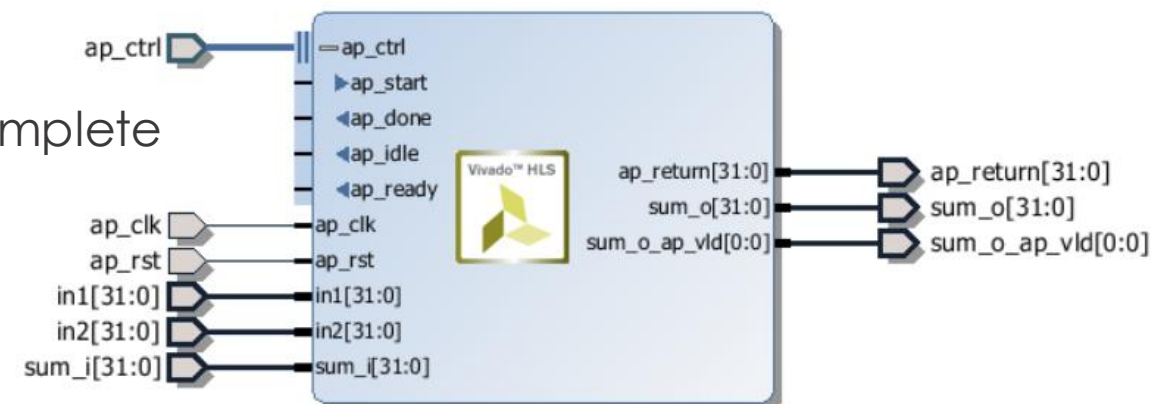 ap_ctrl
mplete
ap_clk
ap_rst
in1[31:0]
in2[31:0]
sum_i[31:0]
ap_ctrl
ap_start
ap_done
ap_idle
ap_ready
ap_clk
ap_rst
in1[31:0]
in2[31:0]
sum_i[31:0]
Vivado™ HLS
ap_return[31:0]
sum_o[31:0]
sum_o_ap_vld[0:0]
ap_return[31:0]
sum_o[31:0]
sum_o_ap_vld[0:0]